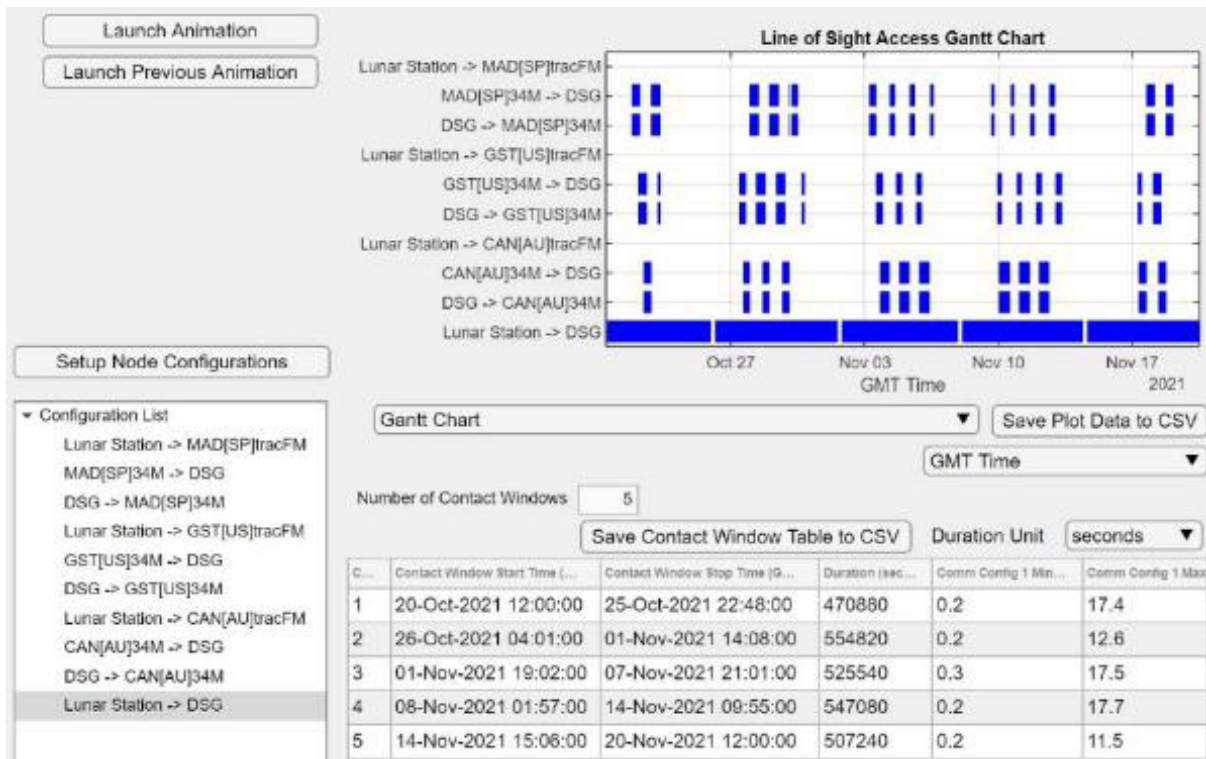 Launch Animation
Launch Previous Animation
Line of Sight Access Gantt Chart
Lunar Station -> MAD[SP]tracFM
MAD[SP]34M -> DSG
DSG -> MAD[SP]34M
Lunar Station -> GST[US]tracFM
GST[US]34M -> DSG
DSG -> GST[US]34M
Lunar Station -> CAN[AU]tracFM
CAN[AU]34M -> DSG
DSG -> CAN[AU]34M
Lunar Station -> DSG
Oct 27 Nov 03 Nov 10 Nov 17
GMT Time 2021
Setup Node Configurations
Configuration List
Lunar Station -> MAD[SP]tracFM
MAD[SP]34M -> DSG
DSG -> MAD[SP]34M
Lunar Station -> GST[US]tracFM
GST[US]34M -> DSG
DSG -> GST[US]34M
Lunar Station -> CAN[AU]tracFM
CAN[AU]34M -> DSG
DSG -> CAN[AU]34M
Lunar Station -> DSG
Gantt Chart
Save Plot Data to CSV
GMT Time
Number of Contact Windows 5
Save Contact Window Table to CSV
Duration Unit seconds
C... Contact Window Start Time (... Contact Window Stop Time (G... Duration (sec... Comm Config 1 Min... Comm Config 1 Max
1 20-Oct-2021 12:00:00 25-Oct-2021 22:48:00 470880 0.2 17.4
2 26-Oct-2021 04:01:00 01-Nov-2021 14:08:00 554820 0.2 12.6
3 01-Nov-2021 19:02:00 07-Nov-2021 21:01:00 525540 0.3 17.5
4 08-Nov-2021 01:57:00 14-Nov-2021 09:55:00 547080 0.2 17.7
5 14-Nov-2021 15:06:00 20-Nov-2021 12:00:00 507240 0.2 11.5